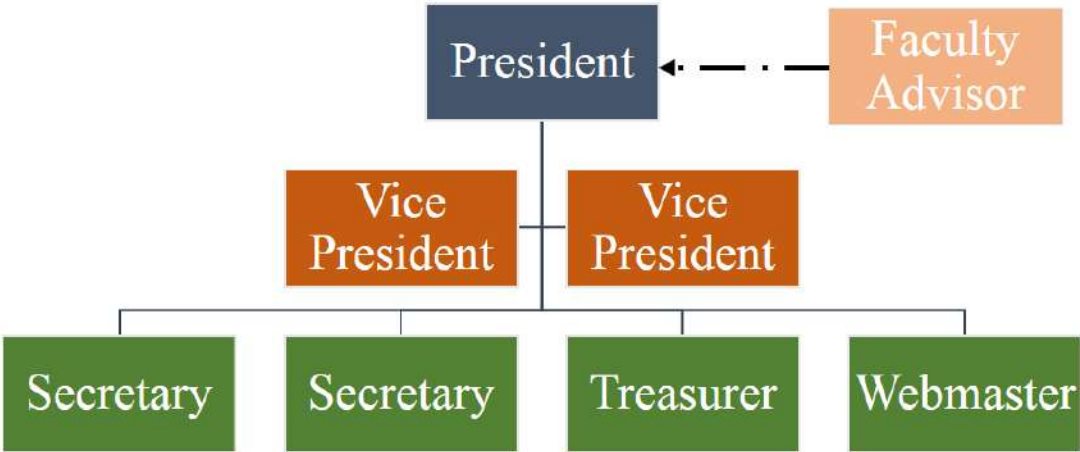 President
Faculty
Advisor
Vice
President
Vice
President
Secretary
Secretary
Treasurer
Webmaster